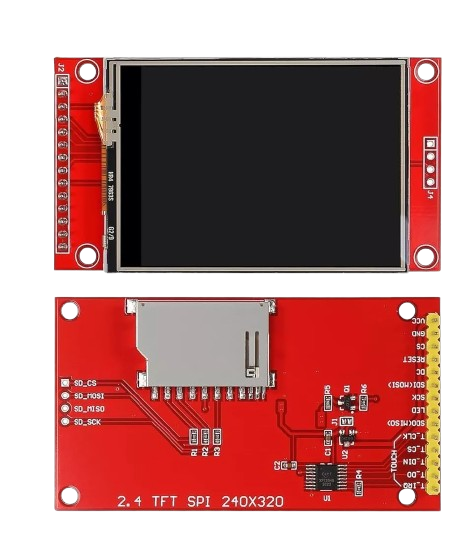 J2
J4
VCC
GND
CS
RESET
DC
SDI(MOSI)
SCK
LED
SDO(MISO)
T_CLK
T_CS
T_DIN
T_DO
T_IRQ
TOUCH
SD_CS
SD_MOSI
SD_MISO
SD_SCK
R1
R2
R3
R5
Q1
R6
J1
C1
U2
C2
U1
R4
2.4 TFT SPI 240X320